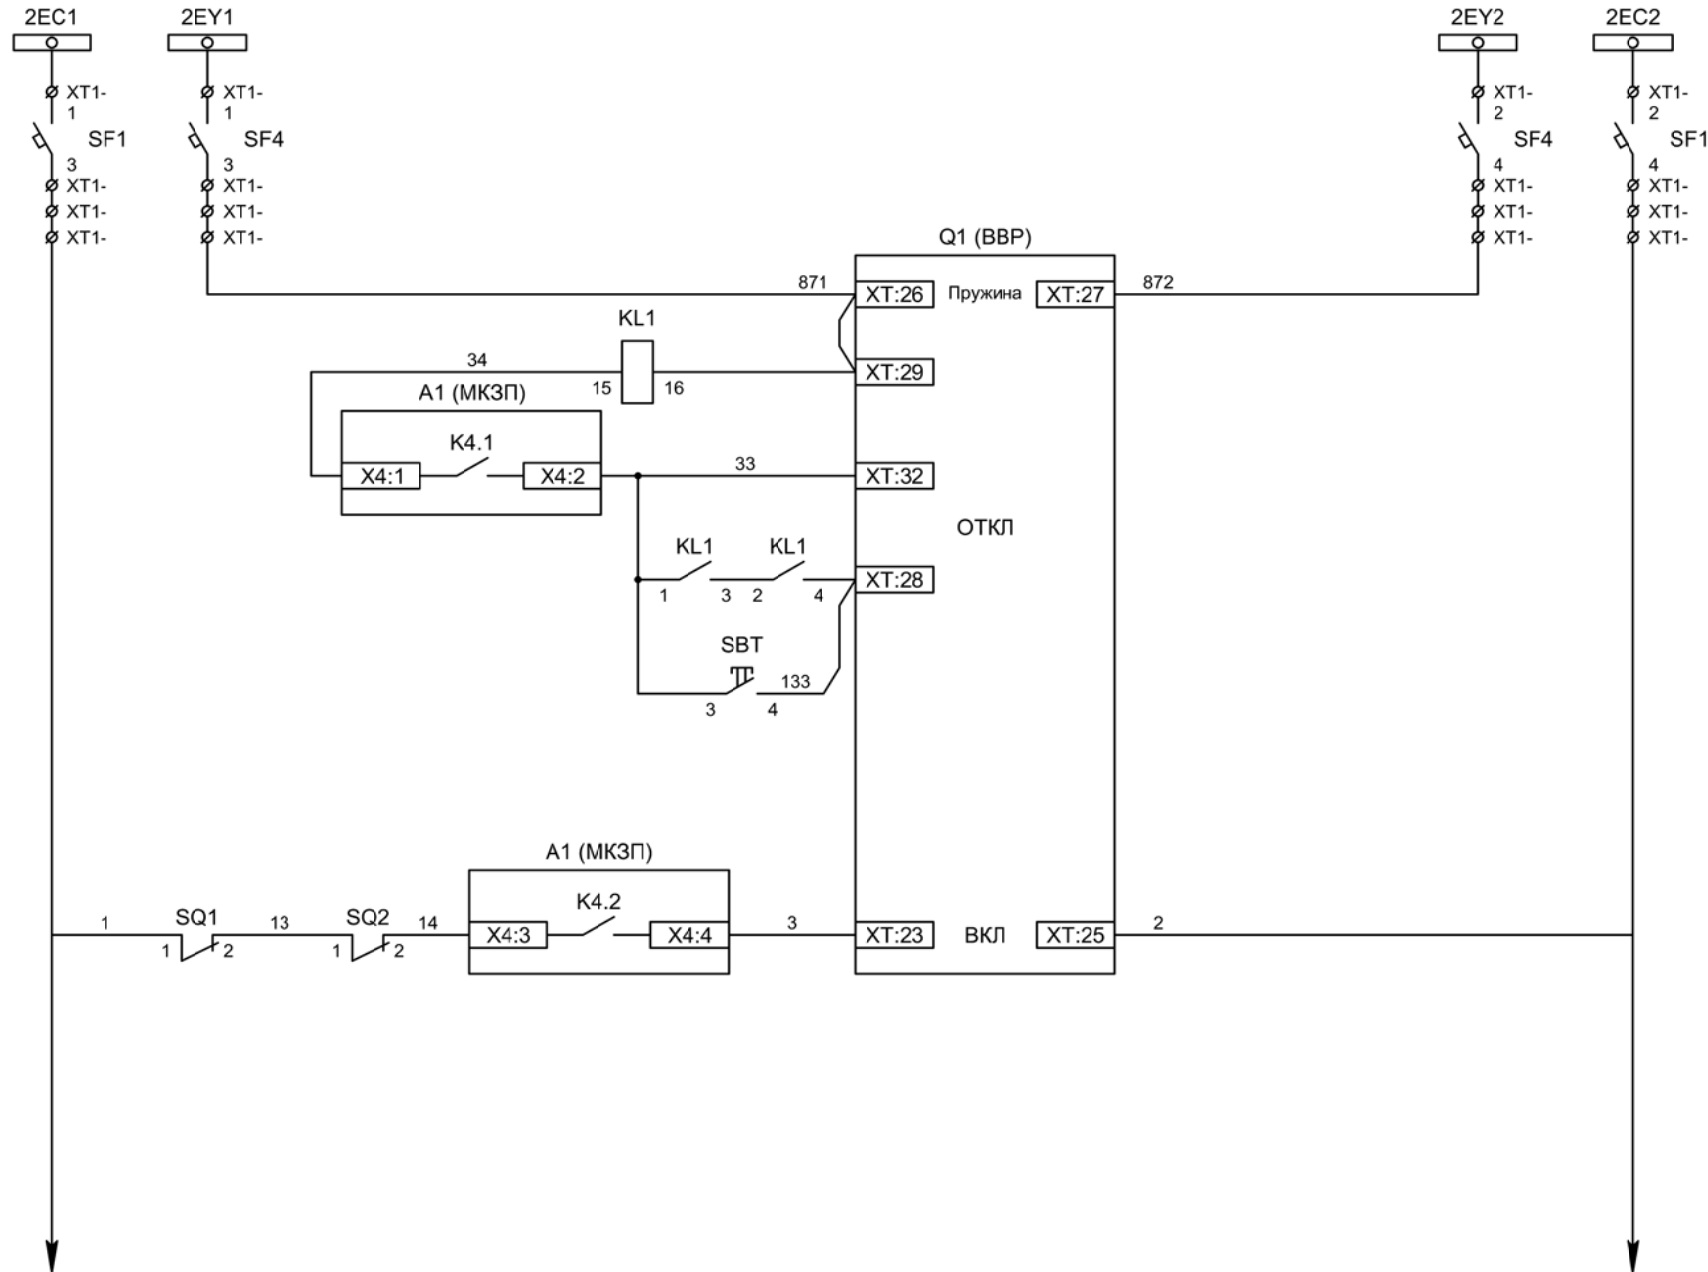 2EC1
2EY1
2EY2
2EC2
XT1-
XT1-
XT1-
XT1-
1
1
2
2
SF1
SF4
SF4
SF1
3
3
4
4
XT1-
XT1-
XT1-
XT1-
XT1-
XT1-
XT1-
XT1-
XT1-
XT1-
XT1-
XT1-
Q1 (ВВР)
871
XT:26
Пружина
XT:27
872
KL1
34
15
16
XT:29
A1 (МКЗП)
K4.1
X4:1
X4:2
33
XT:32
ОТКЛ
KL1
KL1
XT:28
1
3
2
4
SBT
133
3
4
A1 (МКЗП)
K4.2
1
SQ1
13
SQ2
14
X4:3
X4:4
3
XT:23
ВКЛ
XT:25
2
1
2
1
2